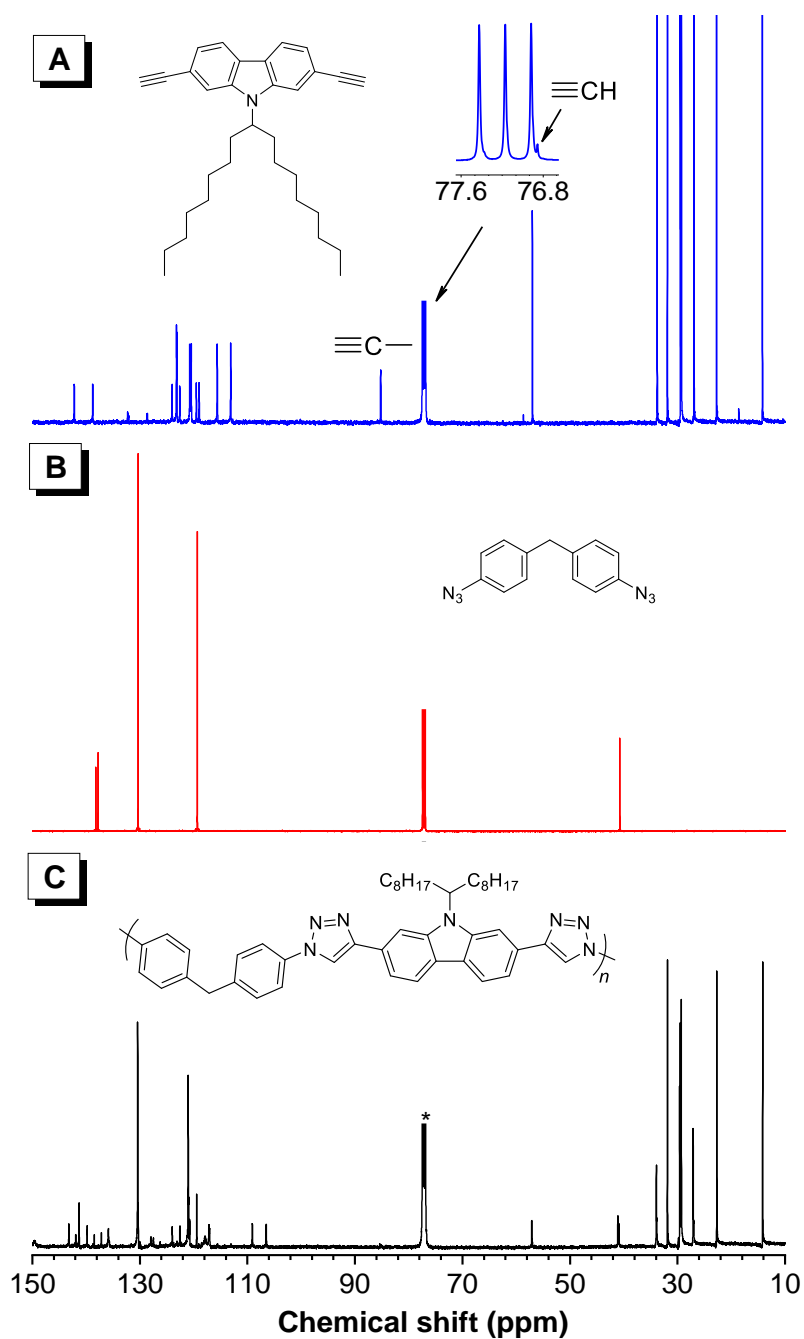 A
N
≡CH
77.6 76.8
≡C—
B
N3 N3
C
C8H17 C8H17
N
N N
N
N N
N
n
*
150 130 110 90 70 50 30 10
Chemical shift (ppm)